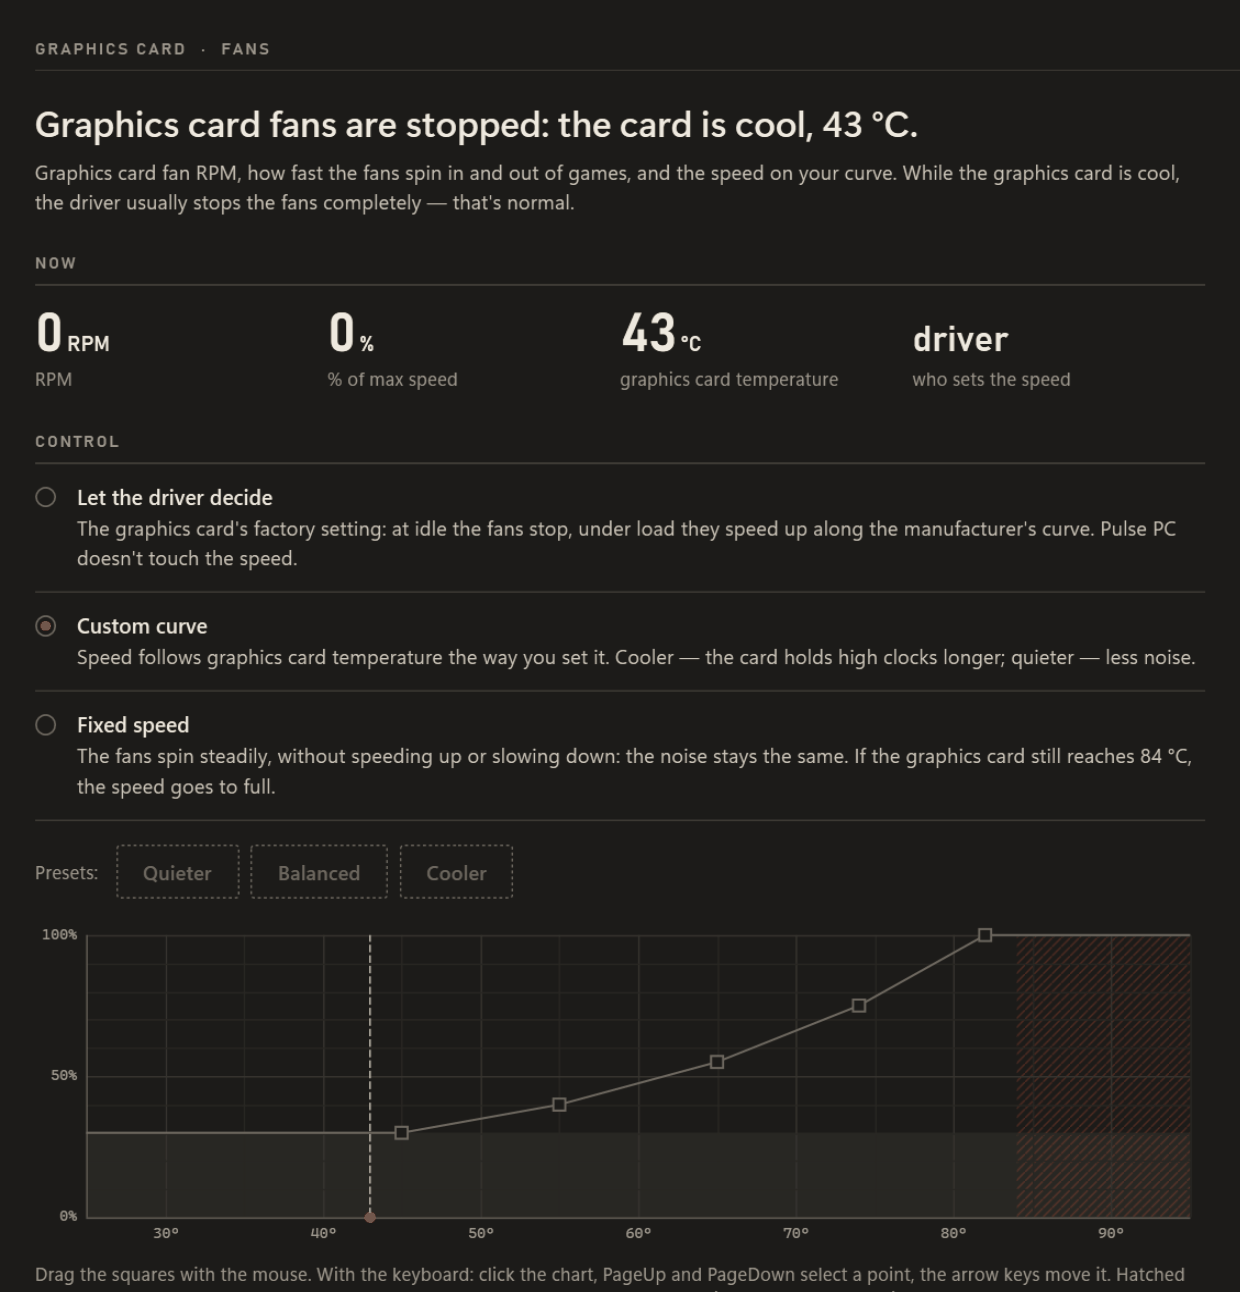 GRAPHICS CARD · FANS
Graphics card fans are stopped: the card is cool, 43 °C.
Graphics card fan RPM, how fast the fans spin in and out of games, and the speed on your curve. While the graphics card is cool,
the driver usually stops the fans completely — that's normal.
NOW
0 RPM
RPM
0 %
% of max speed
43 °C
graphics card temperature
driver
who sets the speed
CONTROL
Let the driver decide
The graphics card's factory setting: at idle the fans stop, under load they speed up along the manufacturer's curve. Pulse PC
doesn't touch the speed.
Custom curve
Speed follows graphics card temperature the way you set it. Cooler — the card holds high clocks longer; quieter — less noise.
Fixed speed
The fans spin steadily, without speeding up or slowing down: the noise stays the same. If the graphics card still reaches 84 °C,
the speed goes to full.
Presets: Quieter Balanced Cooler
100%
50%
0%
30° 40° 50° 60° 70° 80° 90°
Drag the squares with the mouse. With the keyboard: click the chart, PageUp and PageDown select a point, the arrow keys move it. Hatched